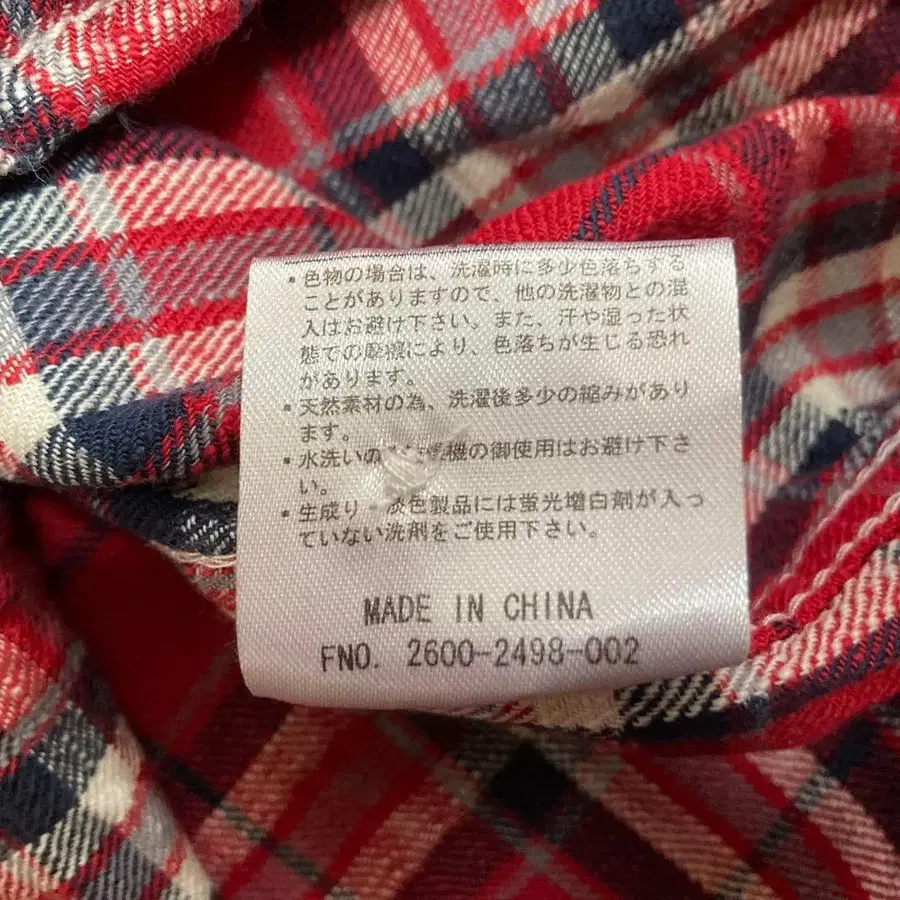 ・色物の場合は、洗濯時に多少色落ちする
ことがありますので、他の洗濯物との混
入はお避け下さい。また、汗や湿った状
態での摩擦により、色落ちが生じる恐れ
があります。
・天然素材の為、洗濯後多少の縮みがあり
ます。
・水洗いの 機の御使用はお避け下さ
い。
・生成り 淡色製品には蛍光増白剤が入っ
ていない洗剤をご使用下さい。
MADE IN CHINA
FNO. 2600-2498-002